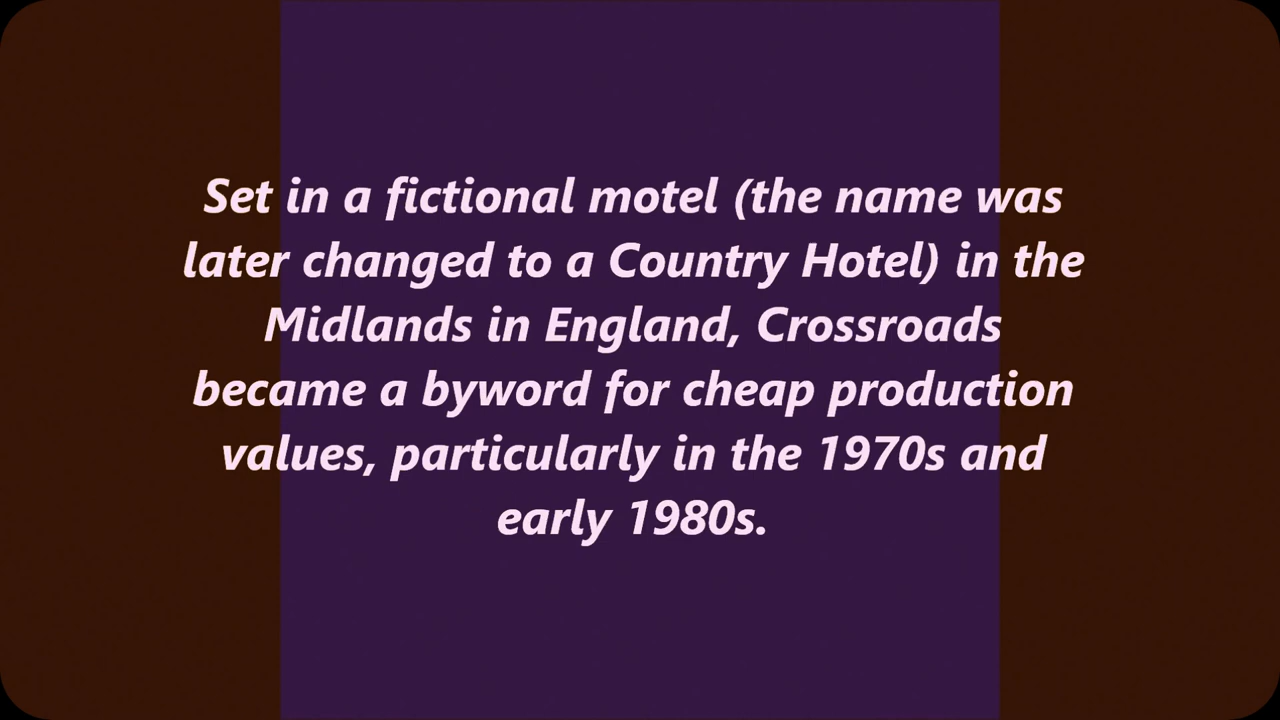 Set in a fictional motel (the name was
later changed to a Country Hotel) in the
Midlands in England, Crossroads
became a byword for cheap production
values, particularly in the 1970s and
early 1980s.